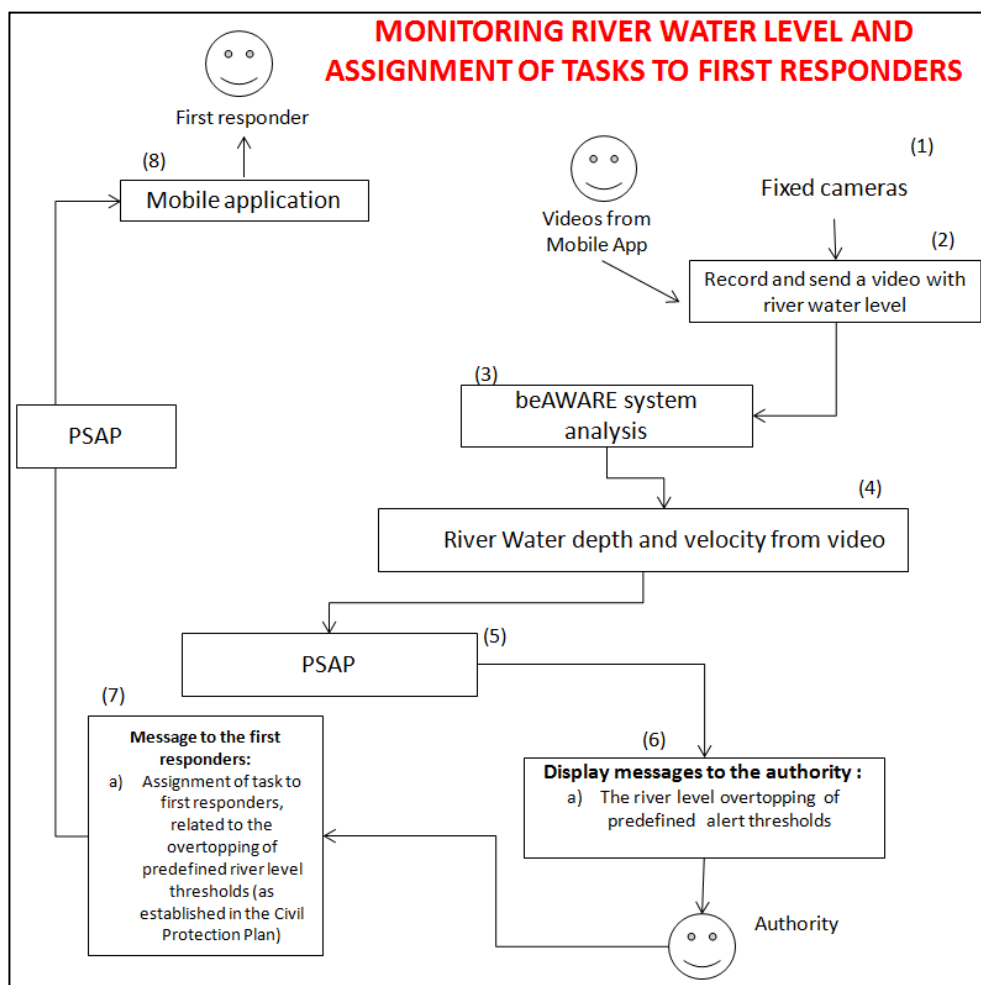 MONITORING RIVER WATER LEVEL AND
ASSIGNMENT OF TASKS TO FIRST RESPONDERS
First responder
(8)
Mobile application
Videos from
Mobile App
(1)
Fixed cameras
(2)
Record and send a video with
river water level
(3)
beAWARE system
analysis
PSAP
(4)
River Water depth and velocity from video
(5)
PSAP
(6)
Display messages to the authority :
a) The river level overtopping of
predefined alert thresholds
Authority
(7)
Message to the first
responders:
a) Assignment of task to
first responders,
related to the
overtopping of
predefined river level
thresholds (as
established in the Civil
Protection Plan)